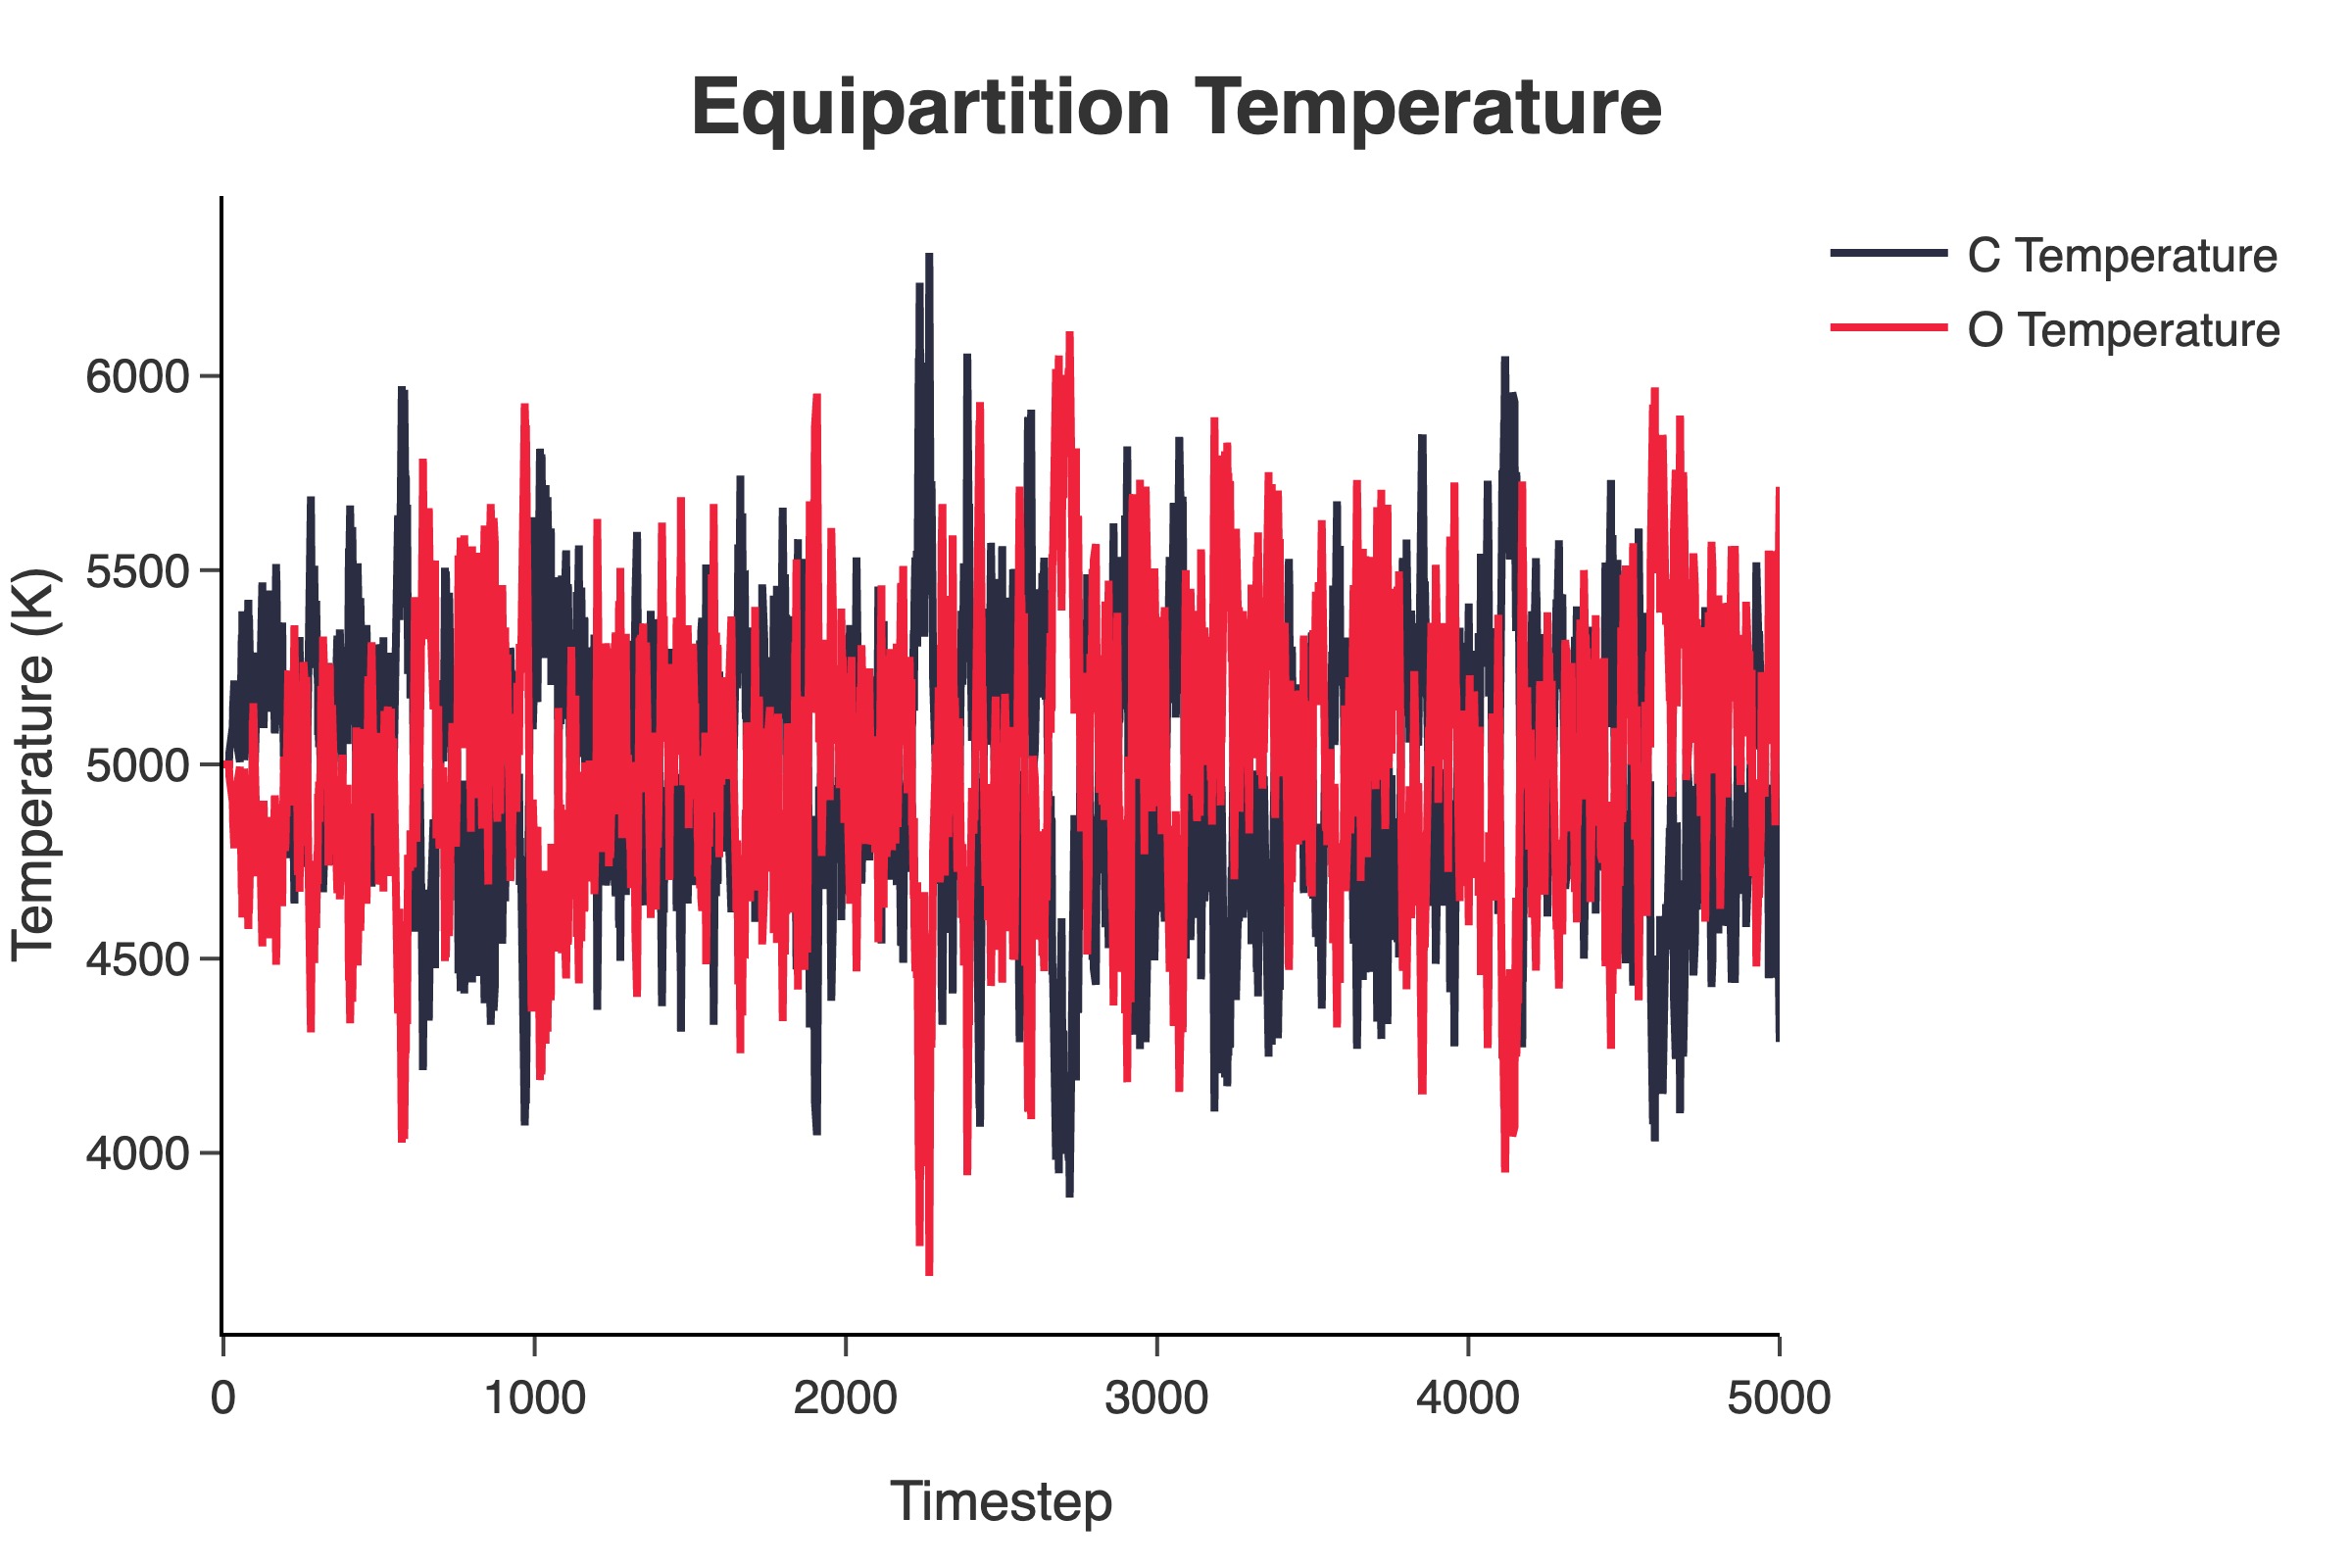 Equipartition Temperature
C Temperature
O Temperature
6000
5500
5000
4500
4000
Temperature (K)
0 1000 2000 3000 4000 5000
Timestep